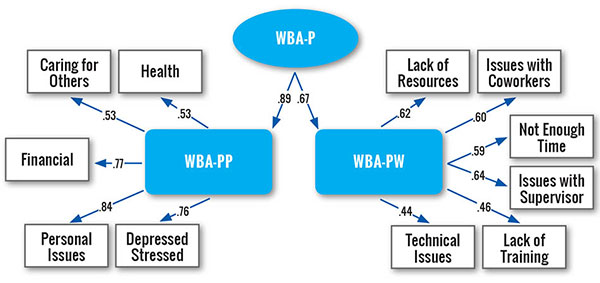 WBA-P
Caring for
Others
Health
Lack of
Resources
Issues with
Coworkers
.53
.53
.89
.67
.62
.60
Financial
.77
WBA-PP
WBA-PW
.59
Not Enough
Time
.64
Issues with
Supervisor
.84
.76
.44
.46
Personal
Issues
Depressed
Stressed
Technical
Issues
Lack of
Training